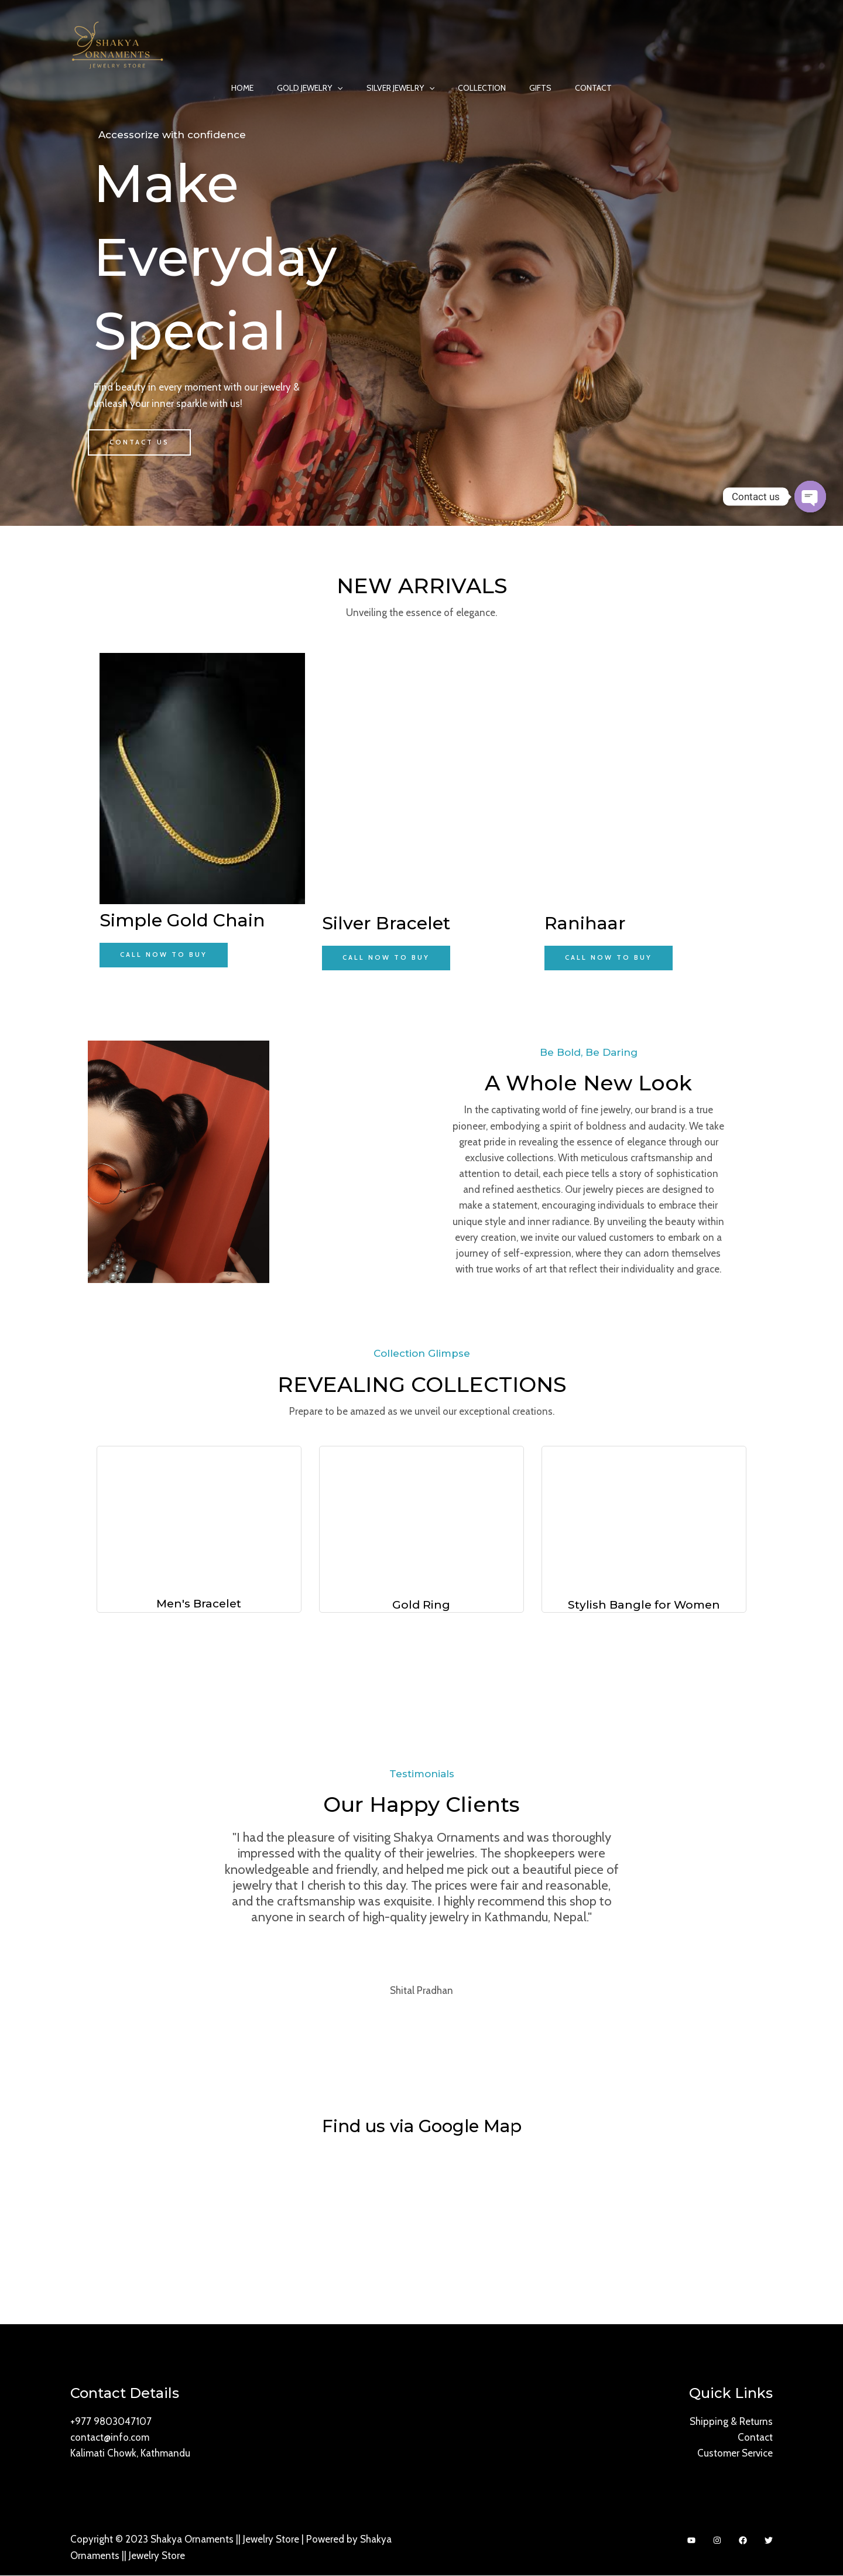 SHAKYA
ORNAMENTS
JEWELRY STORE
HOME GOLD JEWELRY SILVER JEWELRY COLLECTION GIFTS CONTACT
Accessorize with confidence
Make
Everyday
Special
Find beauty in every moment with our jewelry &
unleash your inner sparkle with us!
CONTACT US
Contact us
NEW ARRIVALS
Unveiling the essence of elegance.
Simple Gold Chain
CALL NOW TO BUY
Silver Bracelet
CALL NOW TO BUY
Ranihaar
CALL NOW TO BUY
Be Bold, Be Daring
A Whole New Look
In the captivating world of fine jewelry, our brand is a true
pioneer, embodying a spirit of boldness and audacity. We take
great pride in revealing the essence of elegance through our
exclusive collections. With meticulous craftsmanship and
attention to detail, each piece tells a story of sophistication
and refined aesthetics. Our jewelry pieces are designed to
make a statement, encouraging individuals to embrace their
unique style and inner radiance. By unveiling the beauty within
every creation, we invite our valued customers to embark on a
journey of self-expression, where they can adorn themselves
with true works of art that reflect their individuality and grace.
Collection Glimpse
REVEALING COLLECTIONS
Prepare to be amazed as we unveil our exceptional creations.
Men's Bracelet
Gold Ring
Stylish Bangle for Women
Testimonials
Our Happy Clients
"I had the pleasure of visiting Shakya Ornaments and was thoroughly
impressed with the quality of their jewelries. The shopkeepers were
knowledgeable and friendly, and helped me pick out a beautiful piece of
jewelry that I cherish to this day. The prices were fair and reasonable,
and the craftsmanship was exquisite. I highly recommend this shop to
anyone in search of high-quality jewelry in Kathmandu, Nepal."
Shital Pradhan
Find us via Google Map
Contact Details
+977 9803047107
contact@info.com
Kalimati Chowk, Kathmandu
Quick Links
Shipping & Returns
Contact
Customer Service
Copyright © 2023 Shakya Ornaments || Jewelry Store | Powered by Shakya
Ornaments || Jewelry Store